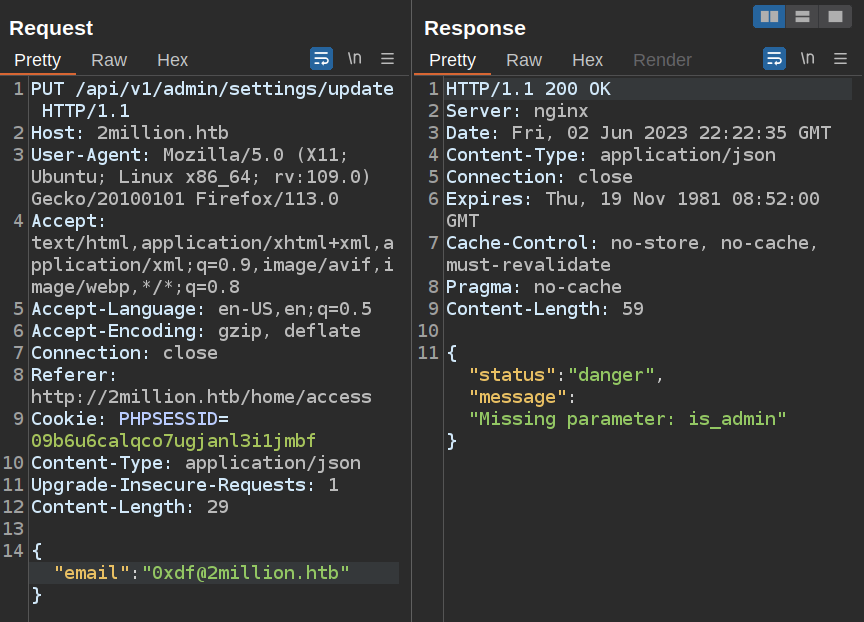 Request
Pretty Raw Hex \n
1 PUT /api/v1/admin/settings/update
HTTP/1.1
2 Host: 2million.htb
3 User-Agent: Mozilla/5.0 (X11;
Ubuntu; Linux x86_64; rv:109.0)
Gecko/20100101 Firefox/113.0
4 Accept:
text/html,application/xhtml+xml,a
pplication/xml;q=0.9,image/avif,i
mage/webp,*/*;q=0.8
5 Accept-Language: en-US,en;q=0.5
6 Accept-Encoding: gzip, deflate
7 Connection: close
8 Referer:
http://2million.htb/home/access
9 Cookie: PHPSESSID=
09b6u6calqco7ugjanl3i1jmbf
10 Content-Type: application/json
11 Upgrade-Insecure-Requests: 1
12 Content-Length: 29
13
14 {
"email":"0xdf@2million.htb"
}
Response
Pretty Raw Hex Render \n
1 HTTP/1.1 200 OK
2 Server: nginx
3 Date: Fri, 02 Jun 2023 22:22:35 GMT
4 Content-Type: application/json
5 Connection: close
6 Expires: Thu, 19 Nov 1981 08:52:00
GMT
7 Cache-Control: no-store, no-cache,
must-revalidate
8 Pragma: no-cache
9 Content-Length: 59
10
11 {
"status":"danger",
"message":
"Missing parameter: is_admin"
}